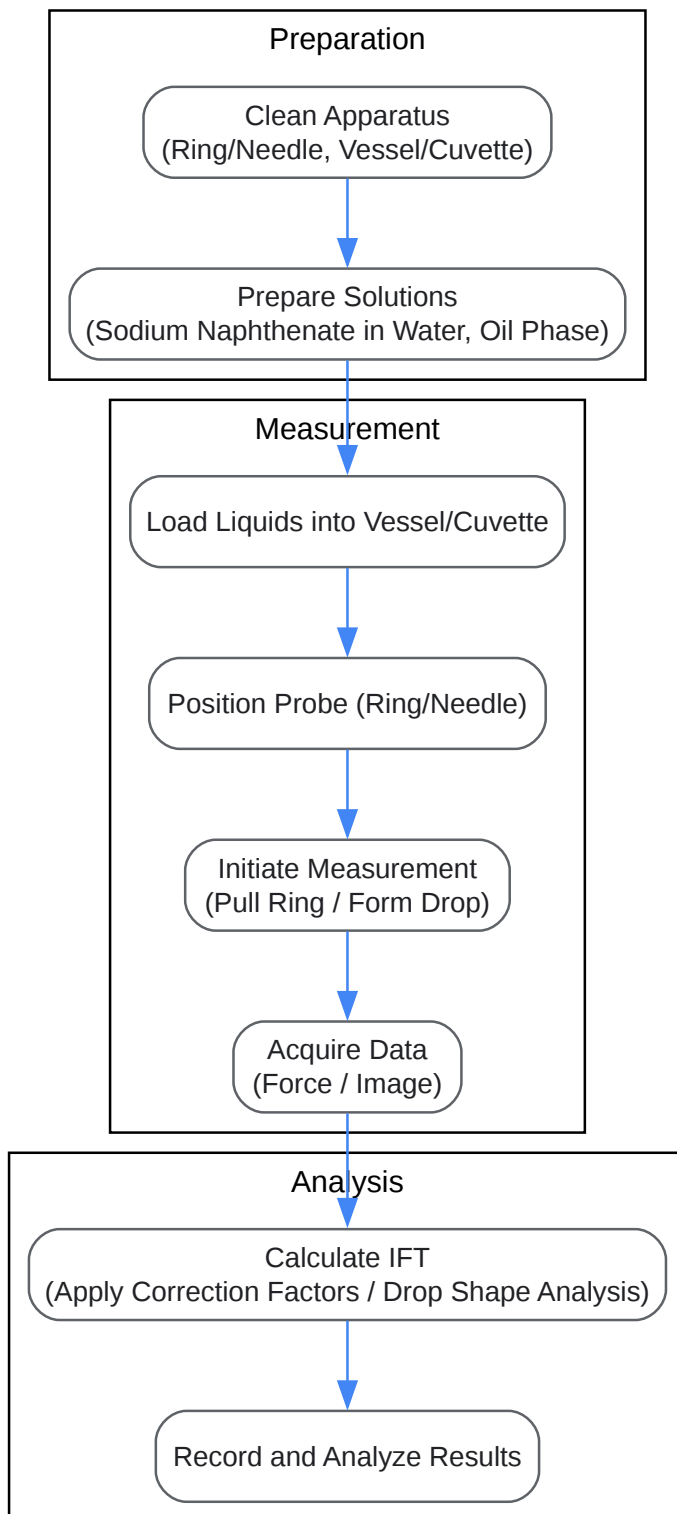 Preparation
Clean Apparatus
(Ring/Needle, Vessel/Cuvette)
Prepare Solutions
(Sodium Naphthenate in Water, Oil Phase)
Measurement
Load Liquids into Vessel/Cuvette
Position Probe (Ring/Needle)
Initiate Measurement
(Pull Ring / Form Drop)
Acquire Data
(Force / Image)
Analysis
Calculate IFT
(Apply Correction Factors / Drop Shape Analysis)
Record and Analyze Results